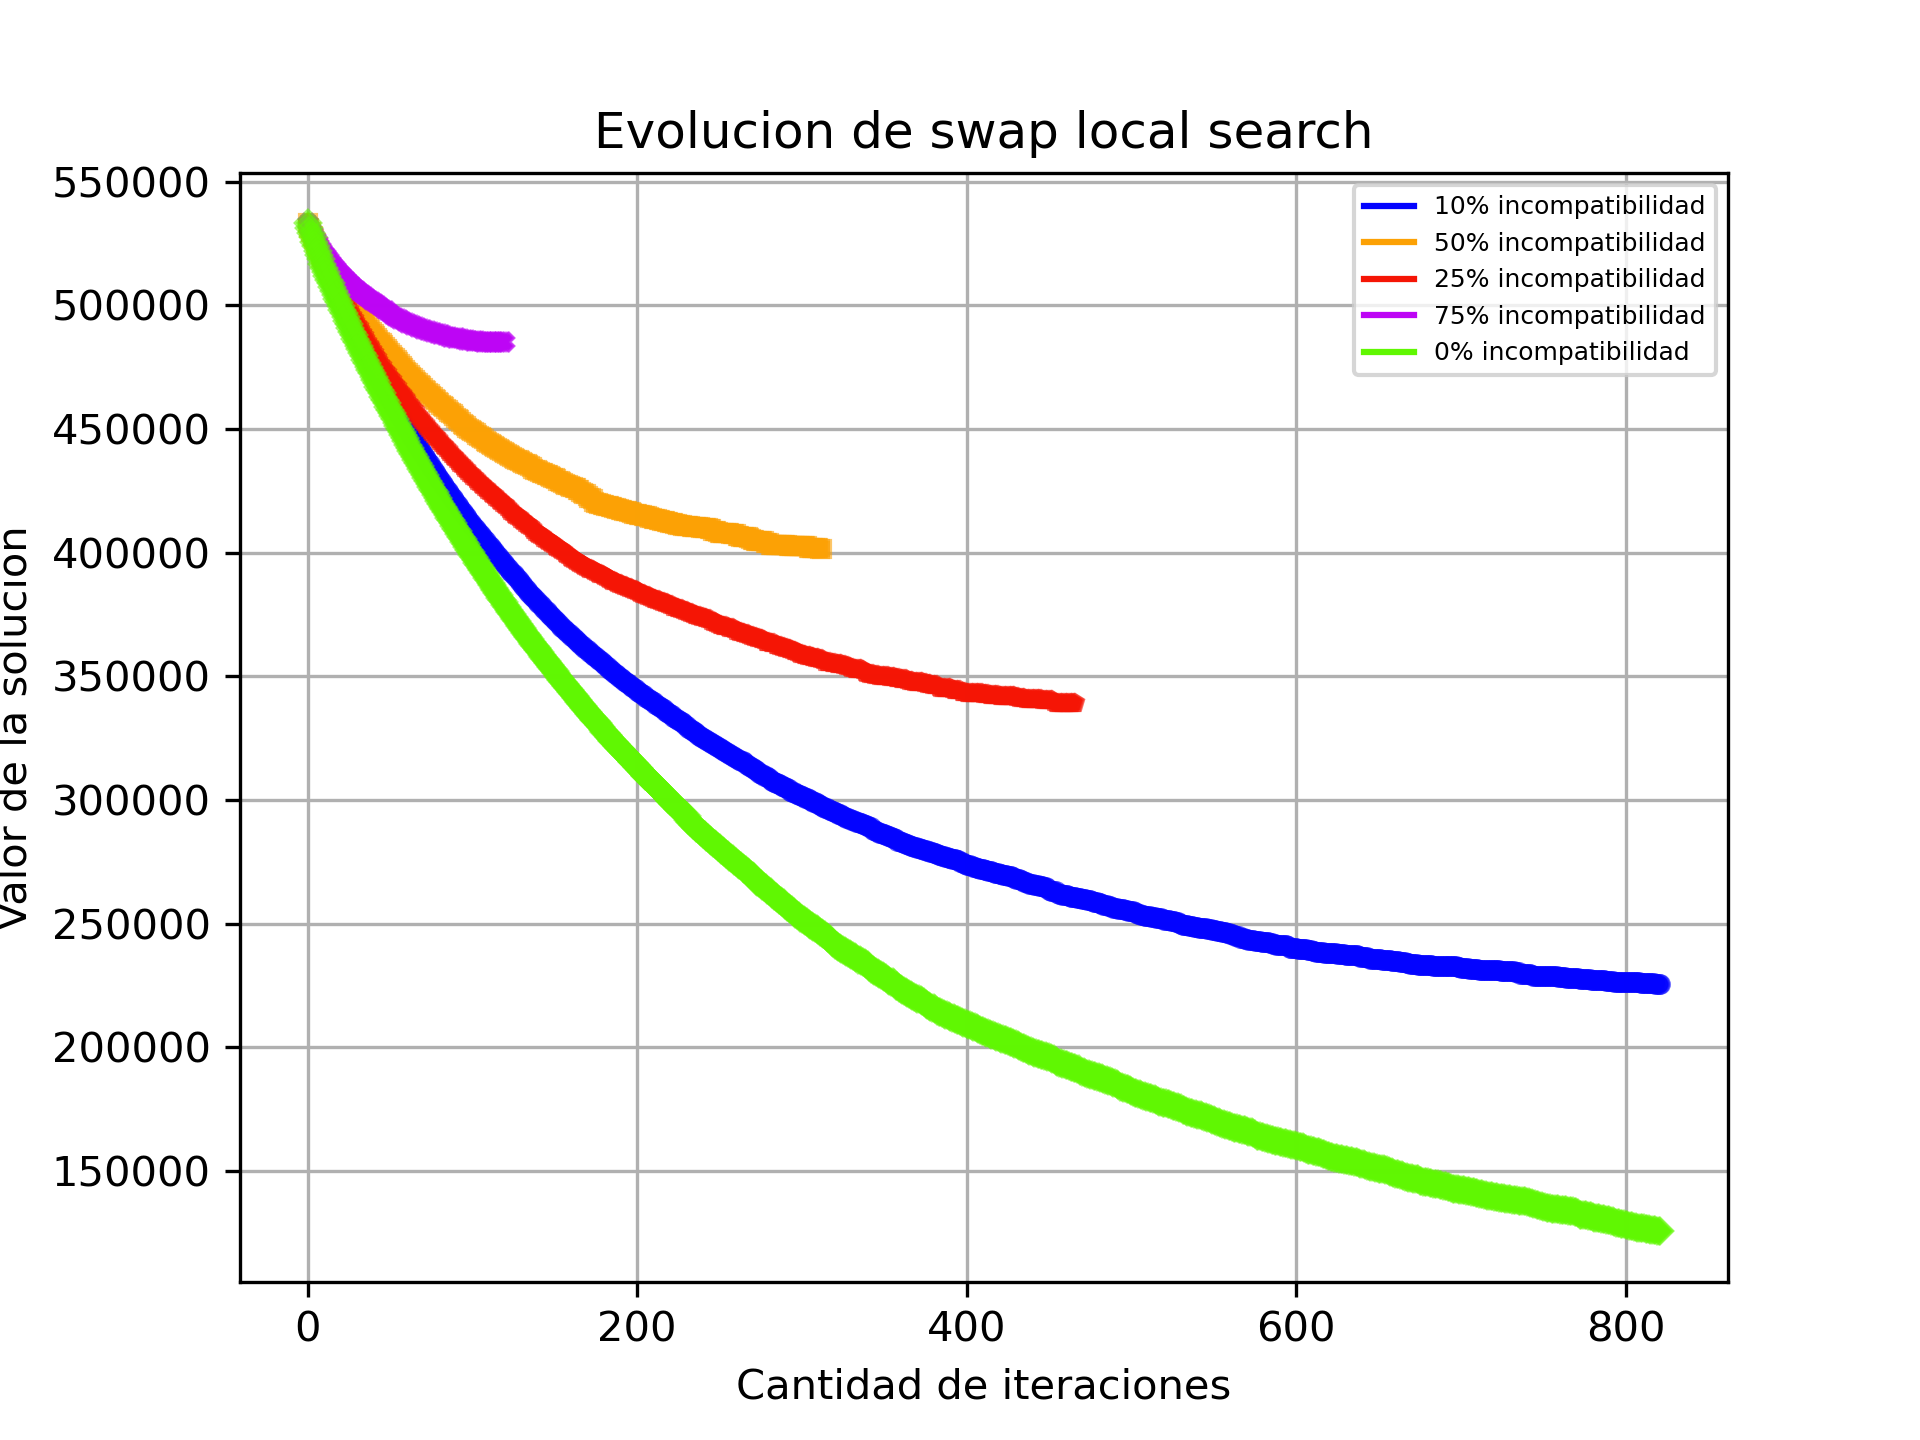 Evolucion de swap local search
550000
500000
450000
400000
350000
300000
250000
200000
150000
Valor de la solucion
10% incompatibilidad
50% incompatibilidad
25% incompatibilidad
75% incompatibilidad
0% incompatibilidad
0 200 400 600 800
Cantidad de iteraciones